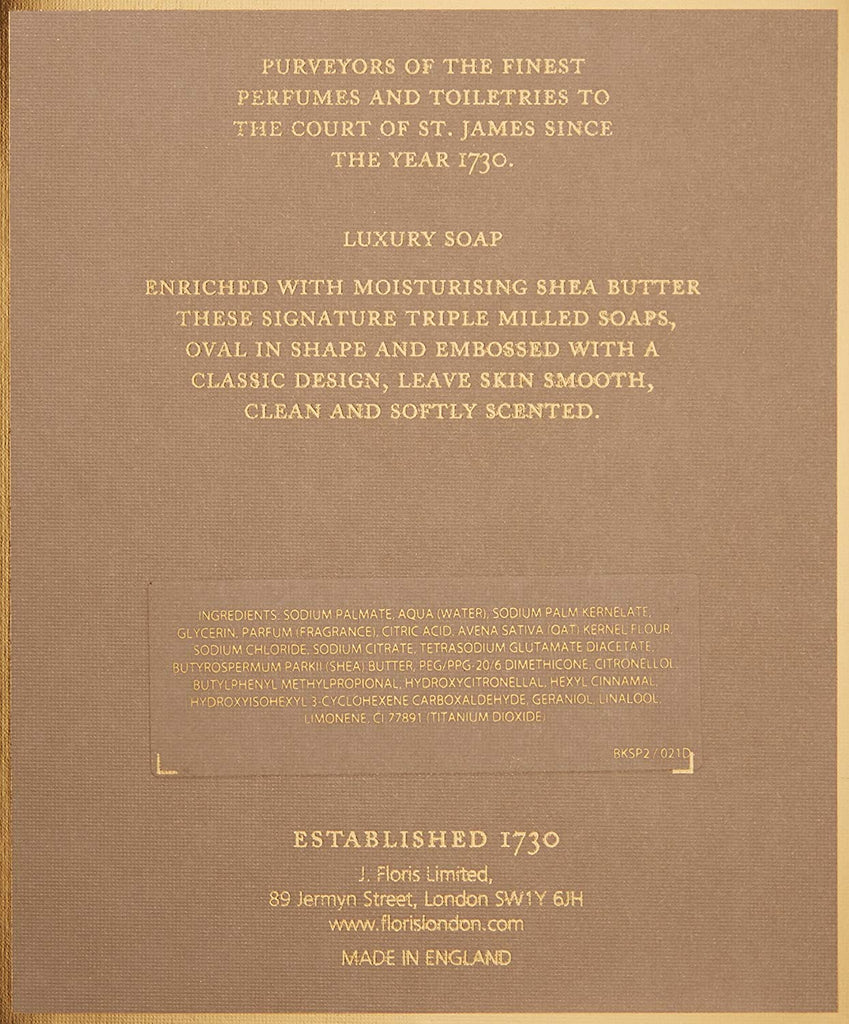 PURVEYORS OF THE FINEST
PERFUMES AND TOILETRIES TO
THE COURT OF ST. JAMES SINCE
THE YEAR 1730.
LUXURY SOAP
ENRICHED WITH MOISTURISING SHEA BUTTER
THESE SIGNATURE TRIPLE MILLED SOAPS,
OVAL IN SHAPE AND EMBOSSED WITH A
CLASSIC DESIGN, LEAVE SKIN SMOOTH,
CLEAN AND SOFTLY SCENTED.
INGREDIENTS: SODIUM PALMATE, AQUA (WATER), SODIUM PALM KERNELATE,
GLYCERIN, PARFUM (FRAGRANCE), CITRIC ACID, AVENA SATIVA (OAT) KERNEL FLOUR,
SODIUM CHLORIDE, SODIUM CITRATE, TETRASODIUM GLUTAMATE DIACETATE,
BUTYROSPERMUM PARKII (SHEA) BUTTER, PEG/PPG-20/6 DIMETHICONE, CITRONELLOL,
BUTYLPHENYL METHYLPROPIONAL, HYDROXYCITRONELLAL, HEXYL CINNAMAL,
HYDROXYISOHEXYL 3-CYCLOHEXENE CARBOXALDEHYDE, GERANIOL, LINALOOL,
LIMONENE, CI 77891 (TITANIUM DIOXIDE)
BKSP2 / 021D
ESTABLISHED 1730
J. Floris Limited,
89 Jermyn Street, London SW1Y 6JH
www.florislondon.com
MADE IN ENGLAND